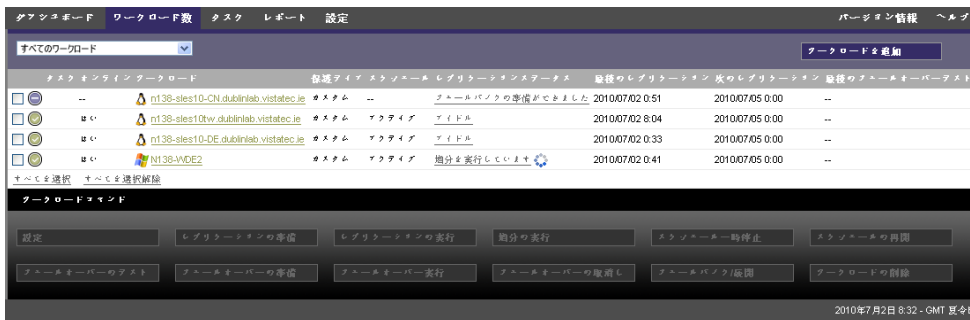 ダッシュボード ワークロード数 タスク レポート 設定 バージョン情報 ヘルプ
すべてのワークロード ワークロードを追加
タスク オンライン ワークロード 保護ティア スケジュール レプリケーションステータス 最後のレプリケーション 次のレプリケーション 最後のフェールオーバーテスト
-- n138-sles10-CN.dublinlab.vistatec.ie カスタム -- フェールバックの準備ができました 2010/07/02 0:51 2010/07/05 0:00 --
はい n138-sles10tw.dublinlab.vistatec.ie カスタム アクティブ アイドル 2010/07/02 8:04 2010/07/05 0:00 --
はい n138-sles10-DE.dublinlab.vistatec.ie カスタム アクティブ アイドル 2010/07/02 0:33 2010/07/05 0:00 --
はい N138-WDE2 カスタム アクティブ 増分を実行しています 2010/07/02 0:41 2010/07/05 0:00 --
すべてを選択 すべてを選択解除
ワークロードコマンド
設定 レプリケーションの準備 レプリケーションの実行 増分の実行 スケジュール一時停止 スケジュールの再開
フェールオーバーのテスト フェールオーバーの準備 フェールオーバー実行 フェールオーバーの取消し フェールバック/展開 ワークロードの削除
2010年7月2日 8:32 - GMT 夏令